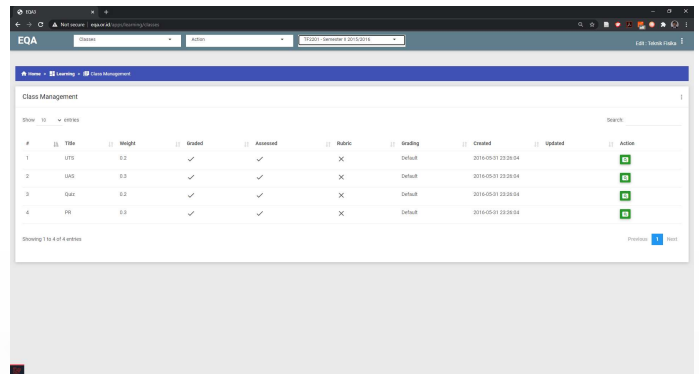 EQA3
Not secure | eqa.or.id/apps/learning/classes
EQA
Classes
Action
TF2201 - Semester II 2015/2016
Edit : Teknik Fisika
Home » Learning » Class Management
Class Management
Show 10 entries
Search:
# Title Weight Graded Assessed Rubric Grading Created Updated Action
1 UTS 0.2 ✓ ✓ ✕ Default 2016-05-31 23:26:04
2 UAS 0.3 ✓ ✓ ✕ Default 2016-05-31 23:26:04
3 Quiz 0.2 ✓ ✓ ✕ Default 2016-05-31 23:26:04
4 PR 0.3 ✓ ✓ ✕ Default 2016-05-31 23:26:04
Showing 1 to 4 of 4 entries
Previous 1 Next